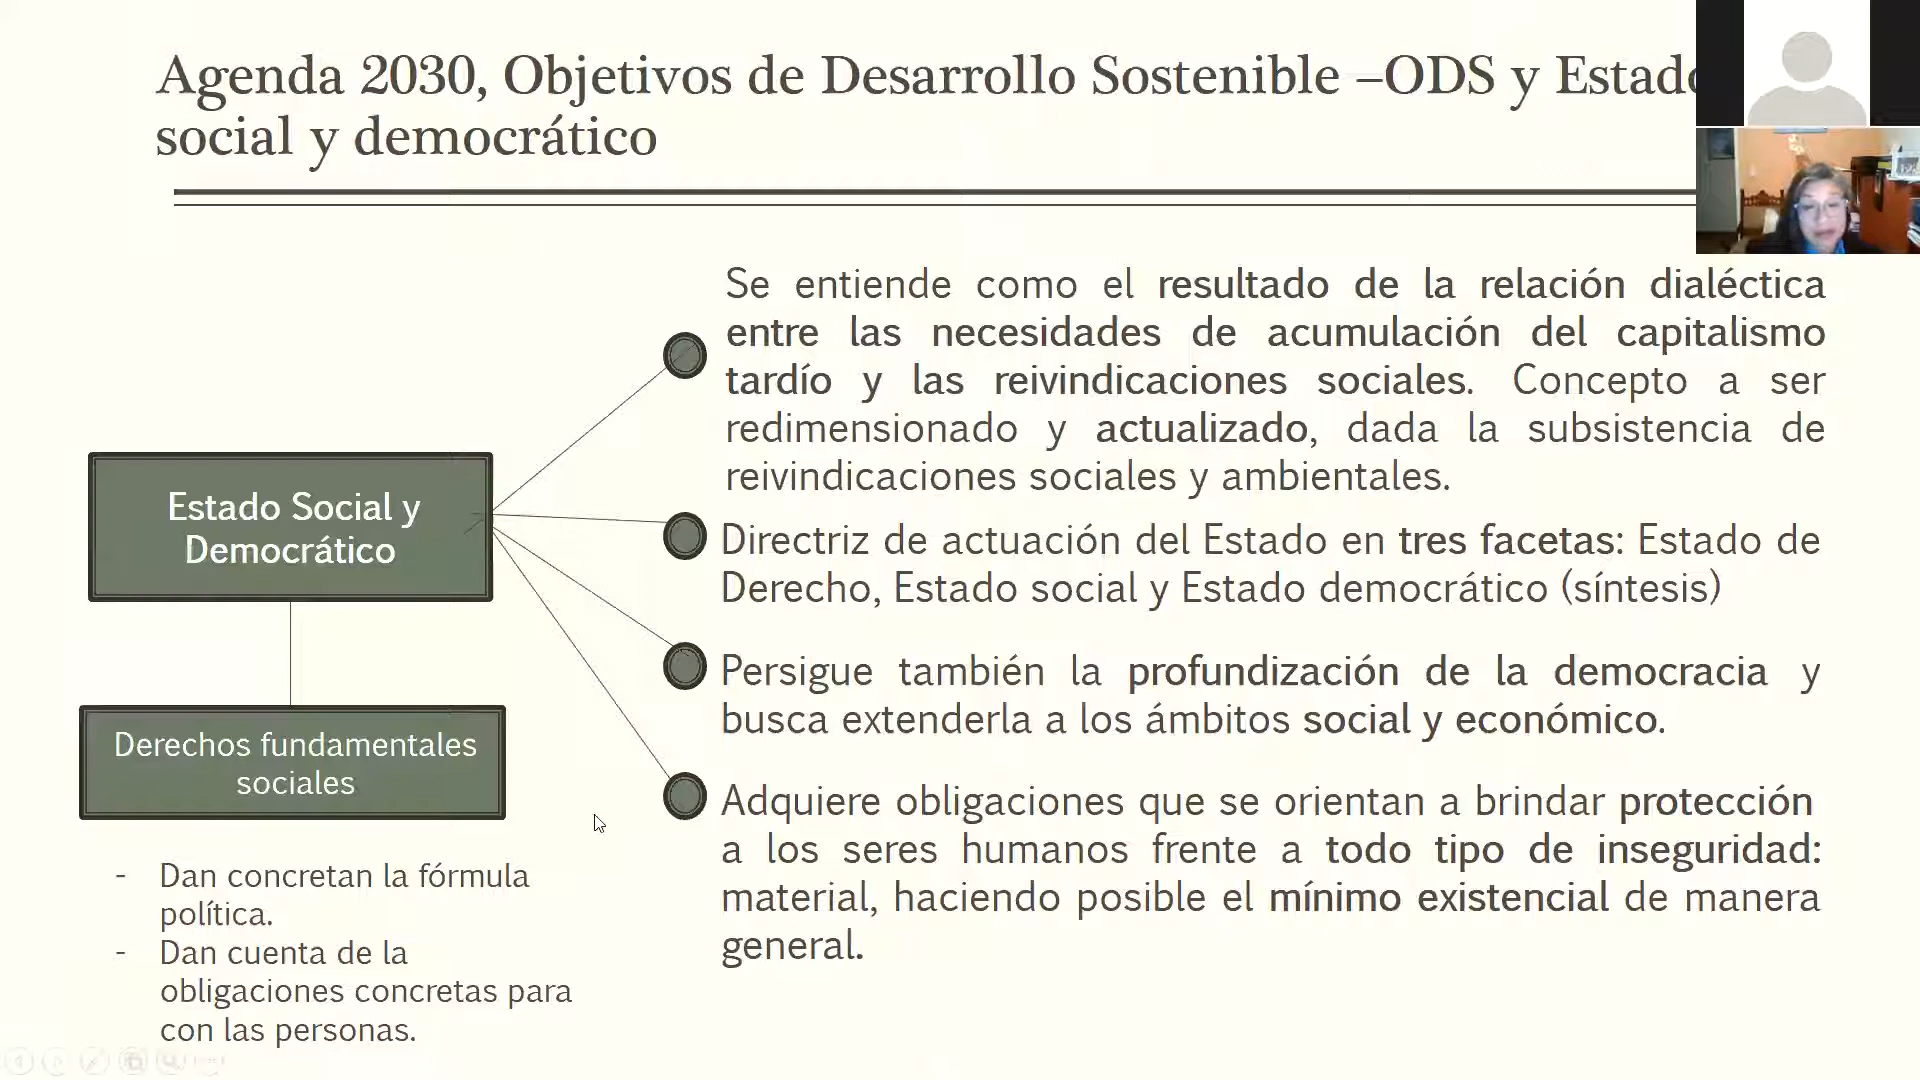 Agenda 2030, Objetivos de Desarrollo Sostenible –ODS y Estado
social y democrático
Se entiende como el resultado de la relación dialéctica
entre las necesidades de acumulación del capitalismo
tardío y las reivindicaciones sociales. Concepto a ser
redimensionado y actualizado, dada la subsistencia de
reivindicaciones sociales y ambientales.
Estado Social y
Democrático
Directriz de actuación del Estado en tres facetas: Estado de
Derecho, Estado social y Estado democrático (síntesis)
Persigue también la profundización de la democracia y
busca extenderla a los ámbitos social y económico.
Adquiere obligaciones que se orientan a brindar protección
a los seres humanos frente a todo tipo de inseguridad:
material, haciendo posible el mínimo existencial de manera
general.
Derechos fundamentales
sociales
- Dan concretan la fórmula
política.
- Dan cuenta de la
obligaciones concretas para
con las personas.